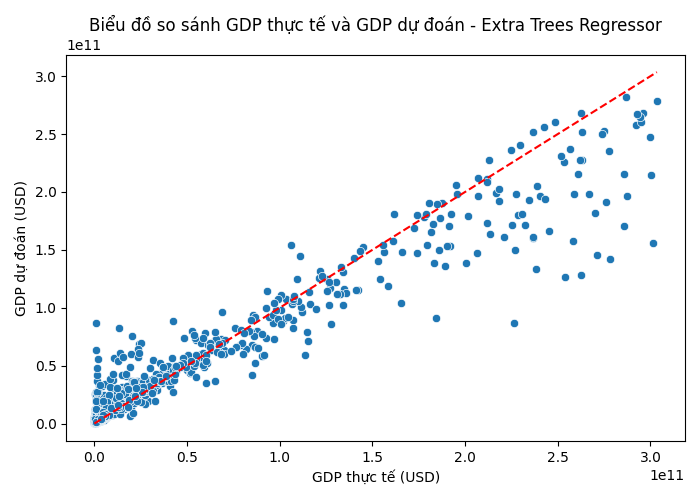 Biểu đồ so sánh GDP thực tế và GDP dự đoán - Extra Trees Regressor
1e11
3.0
2.5
2.0
1.5
1.0
0.5
0.0
GDP dự đoán (USD)
0.0 0.5 1.0 1.5 2.0 2.5 3.0
1e11
GDP thực tế (USD)